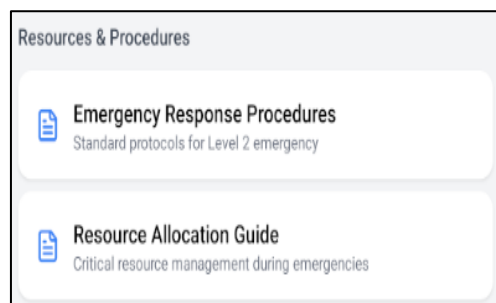 Resources & Procedures
Emergency Response Procedures
Standard protocols for Level 2 emergency
Resource Allocation Guide
Critical resource management during emergencies